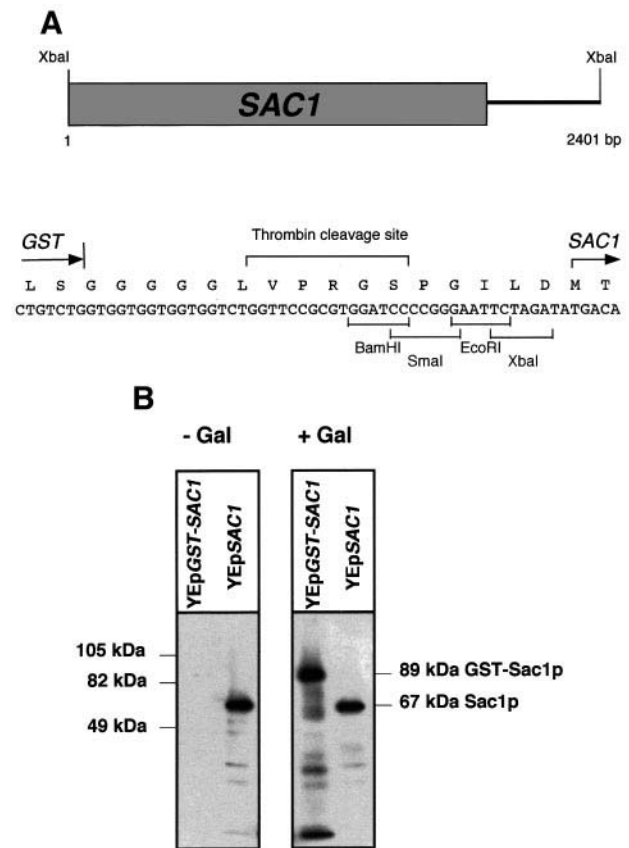 A
XbaI XbaI
SAC1
1 2401 bp
GST Thrombin cleavage site SAC1
L S G G G G G L V P R G S P G I L D M T
CTGTCTGGTGGTGGTGGTGGTCTGGTTCCGCGTGGATCCCCGGGAATTCTAGATATGACA
BamHI EcoRI
SmaI XbaI
B
- Gal + Gal
YEpGST-SAC1 YEpSAC1 YEpGST-SAC1 YEpSAC1
105 kDa
82 kDa
49 kDa
89 kDa GST-Sac1p
67 kDa Sac1p